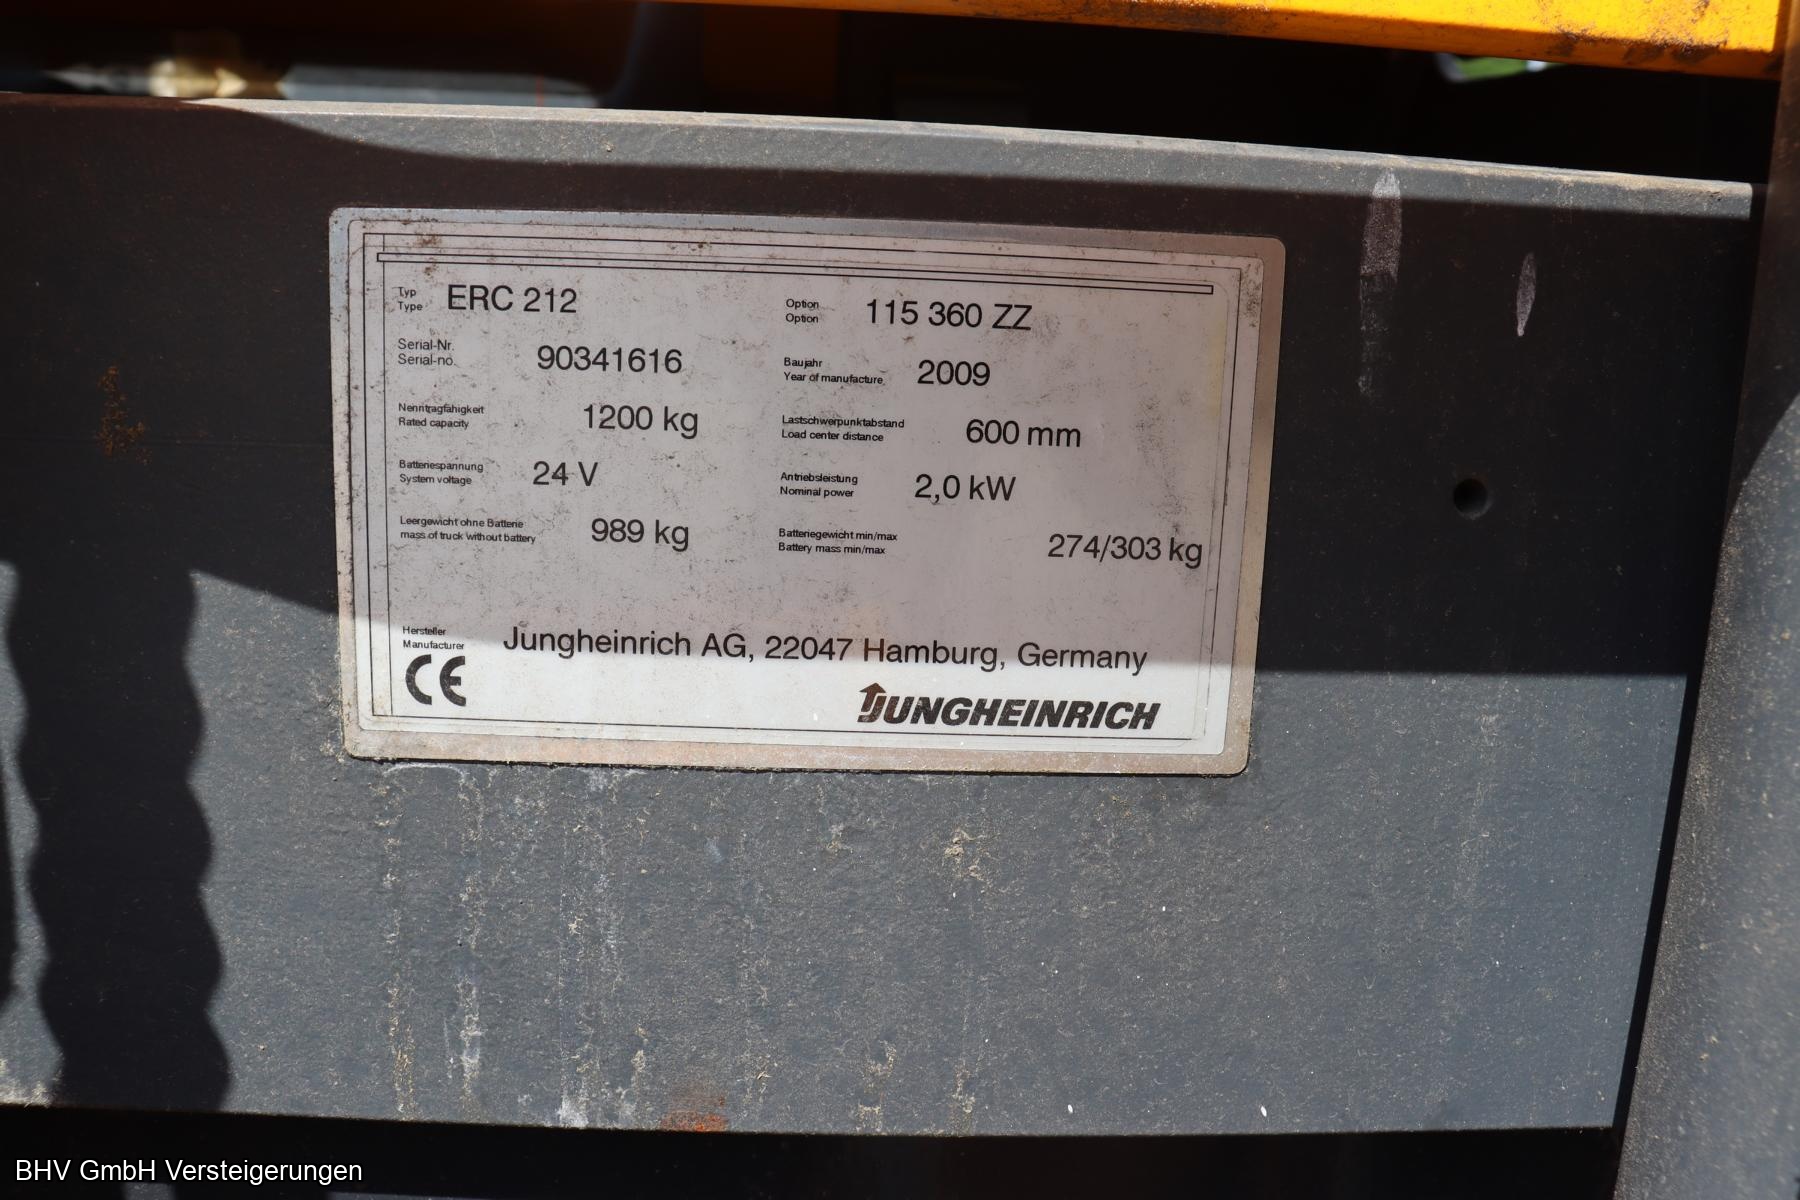 Typ
Type
ERC 212
Option
Option
115 360 ZZ
Serial-Nr.
Serial-no.
90341616
Baujahr
Year of manufacture
2009
Nenntragfähigkeit
Rated capacity
1200 kg
Lastschwerpunktabstand
Load center distance
600 mm
Batteriespannung
System voltage
24 V
Antriebsleistung
Nominal power
2,0 kW
Leergewicht ohne Batterie
mass of truck without battery
989 kg
Batteriegewicht min/max
Battery mass min/max
274/303 kg
Hersteller
Manufacturer
Jungheinrich AG, 22047 Hamburg, Germany
CE
JUNGHEINRICH
BHV GmbH Versteigerungen